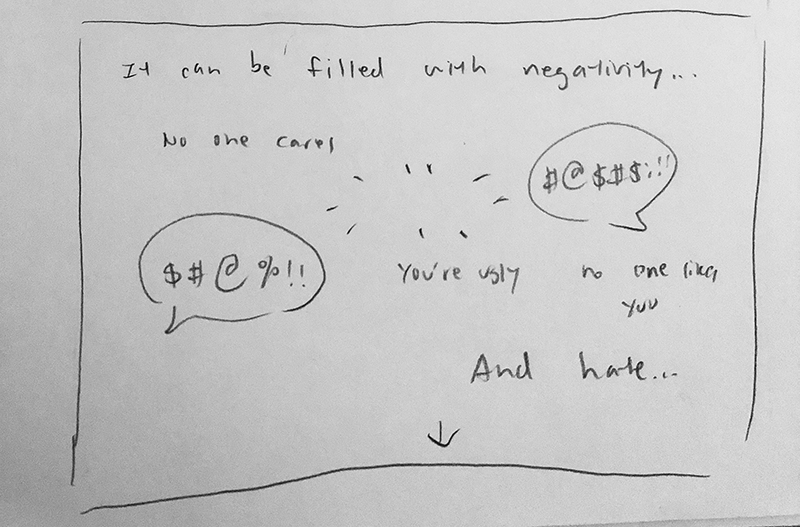 It can be filled with negativity...
No one cares
#@$#$;!!
$#@%!!
You're ugly
no one likes
you
And hate...